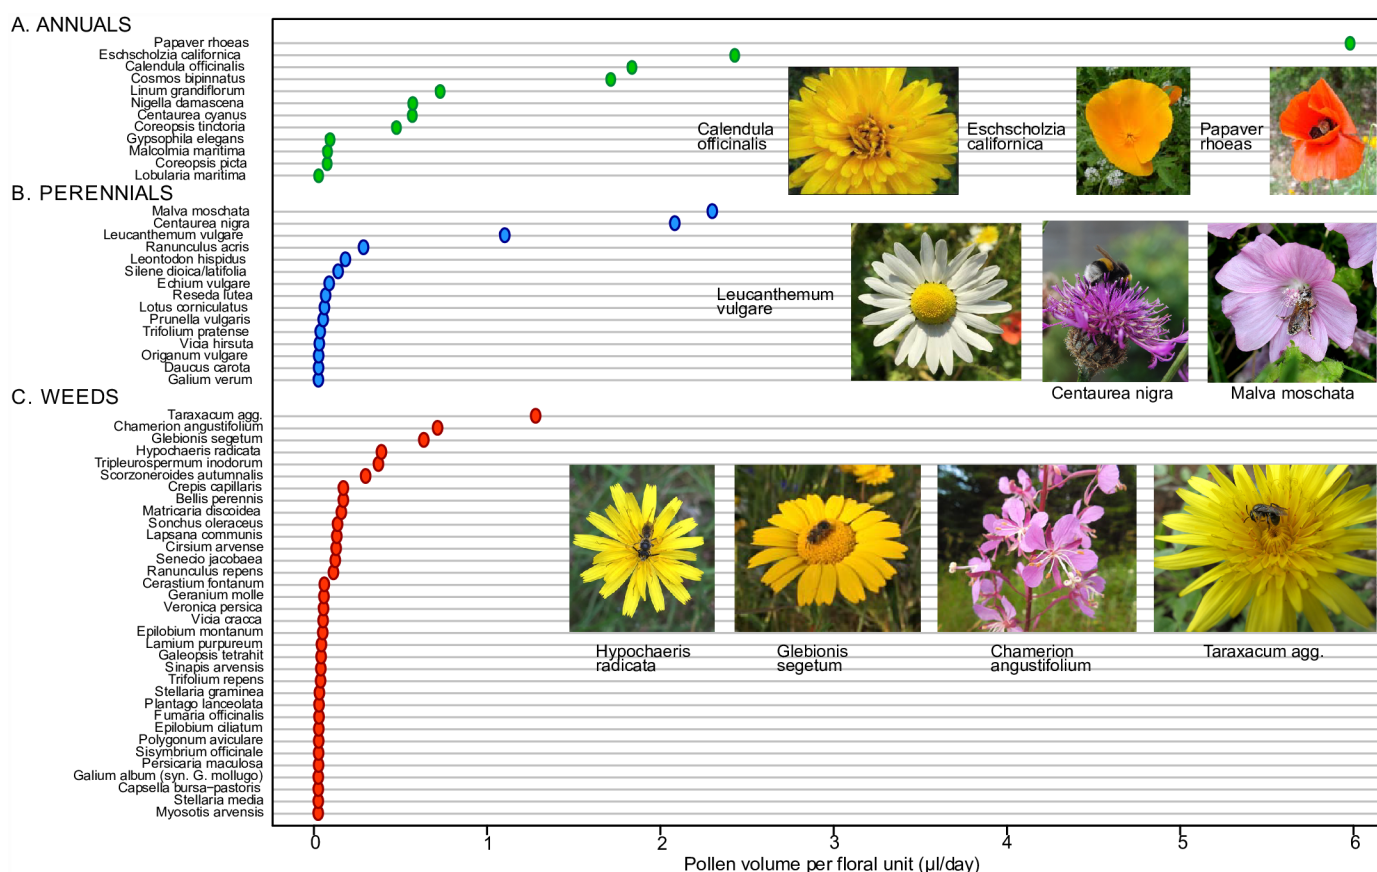 A. ANNUALS
Papaver rhoeas
Eschscholzia californica
Calendula officinalis
Cosmos bipinnatus
Linum grandiflorum
Nigella damascena
Centaurea cyanus
Coreopsis tinctoria
Gypsophila elegans
Malcolmia maritima
Coreopsis picta
Lobularia maritima
Calendula
officinalis
Eschscholzia
californica
Papaver
rhoeas
B. PERENNIALS
Malva moschata
Centaurea nigra
Leucanthemum vulgare
Ranunculus acris
Leontodon hispidus
Silene dioica/latifolia
Echium vulgare
Reseda lutea
Lotus corniculatus
Prunella vulgaris
Trifolium pratense
Vicia hirsuta
Origanum vulgare
Daucus carota
Galium verum
Leucanthemum
vulgare
Centaurea nigra
Malva moschata
C. WEEDS
Taraxacum agg.
Chamerion angustifolium
Glebionis segetum
Hypochaeris radicata
Tripleurospermum inodorum
Scorzoneroides autumnalis
Crepis capillaris
Bellis perennis
Matricaria discoidea
Sonchus oleraceus
Lapsana communis
Cirsium arvense
Senecio jacobaea
Ranunculus repens
Cerastium fontanum
Geranium molle
Veronica persica
Vicia cracca
Epilobium montanum
Lamium purpureum
Galeopsis tetrahit
Sinapis arvensis
Trifolium repens
Stellaria graminea
Plantago lanceolata
Fumaria officinalis
Epilobium ciliatum
Polygonum aviculare
Sisymbrium officinale
Persicaria maculosa
Galium album (syn. G. mollugo)
Capsella bursa−pastoris
Stellaria media
Myosotis arvensis
Hypochaeris
radicata
Glebionis
segetum
Chamerion
angustifolium
Taraxacum agg.
0 1 2 3 4 5 6
Pollen volume per floral unit (µl/day)